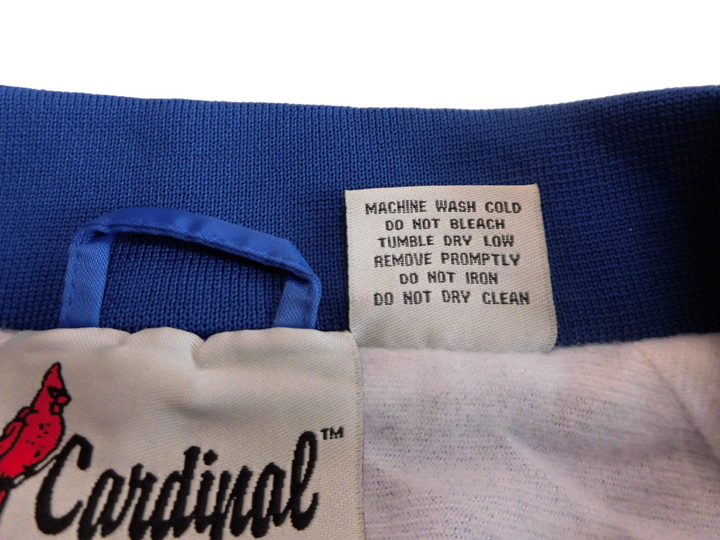 MACHINE WASH COLD
DO NOT BLEACH
TUMBLE DRY LOW
REMOVE PROMPTLY
DO NOT IRON
DO NOT DRY CLEAN
Cardinal™